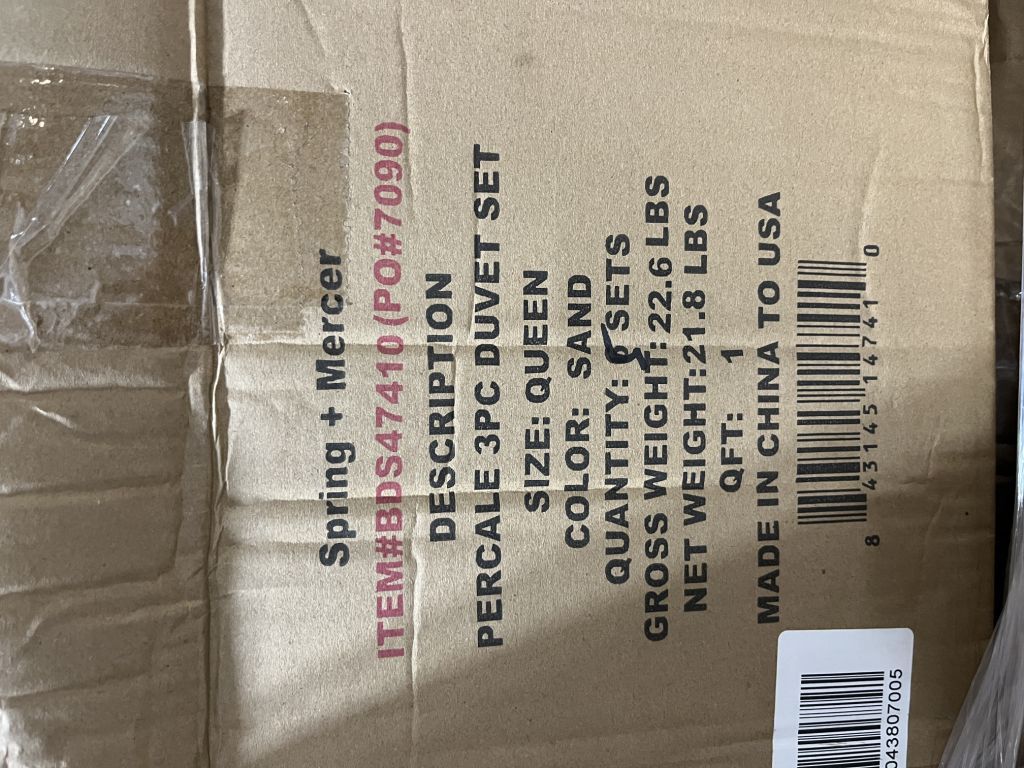 Spring + Mercer
ITEM#BDS47410 (PO#7090)
DESCRIPTION
PERCALE 3PC DUVET SET
SIZE: QUEEN
COLOR: SAND
QUANTITY: 5 SETS
GROSS WEIGHT: 22.6 LBS
NET WEIGHT:21.8 LBS
QFT: 1
MADE IN CHINA TO USA
8 43145 14741 0
043807005